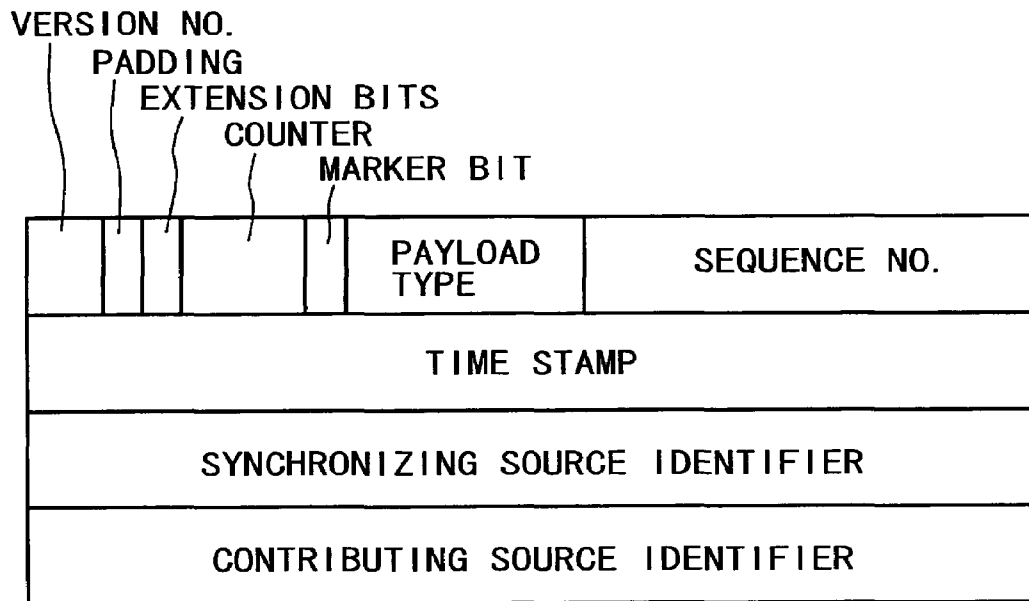 VERSION NO.
PADDING
EXTENSION BITS
COUNTER
MARKER BIT
PAYLOAD
TYPE
SEQUENCE NO.
TIME STAMP
SYNCHRONIZING SOURCE IDENTIFIER
CONTRIBUTING SOURCE IDENTIFIER